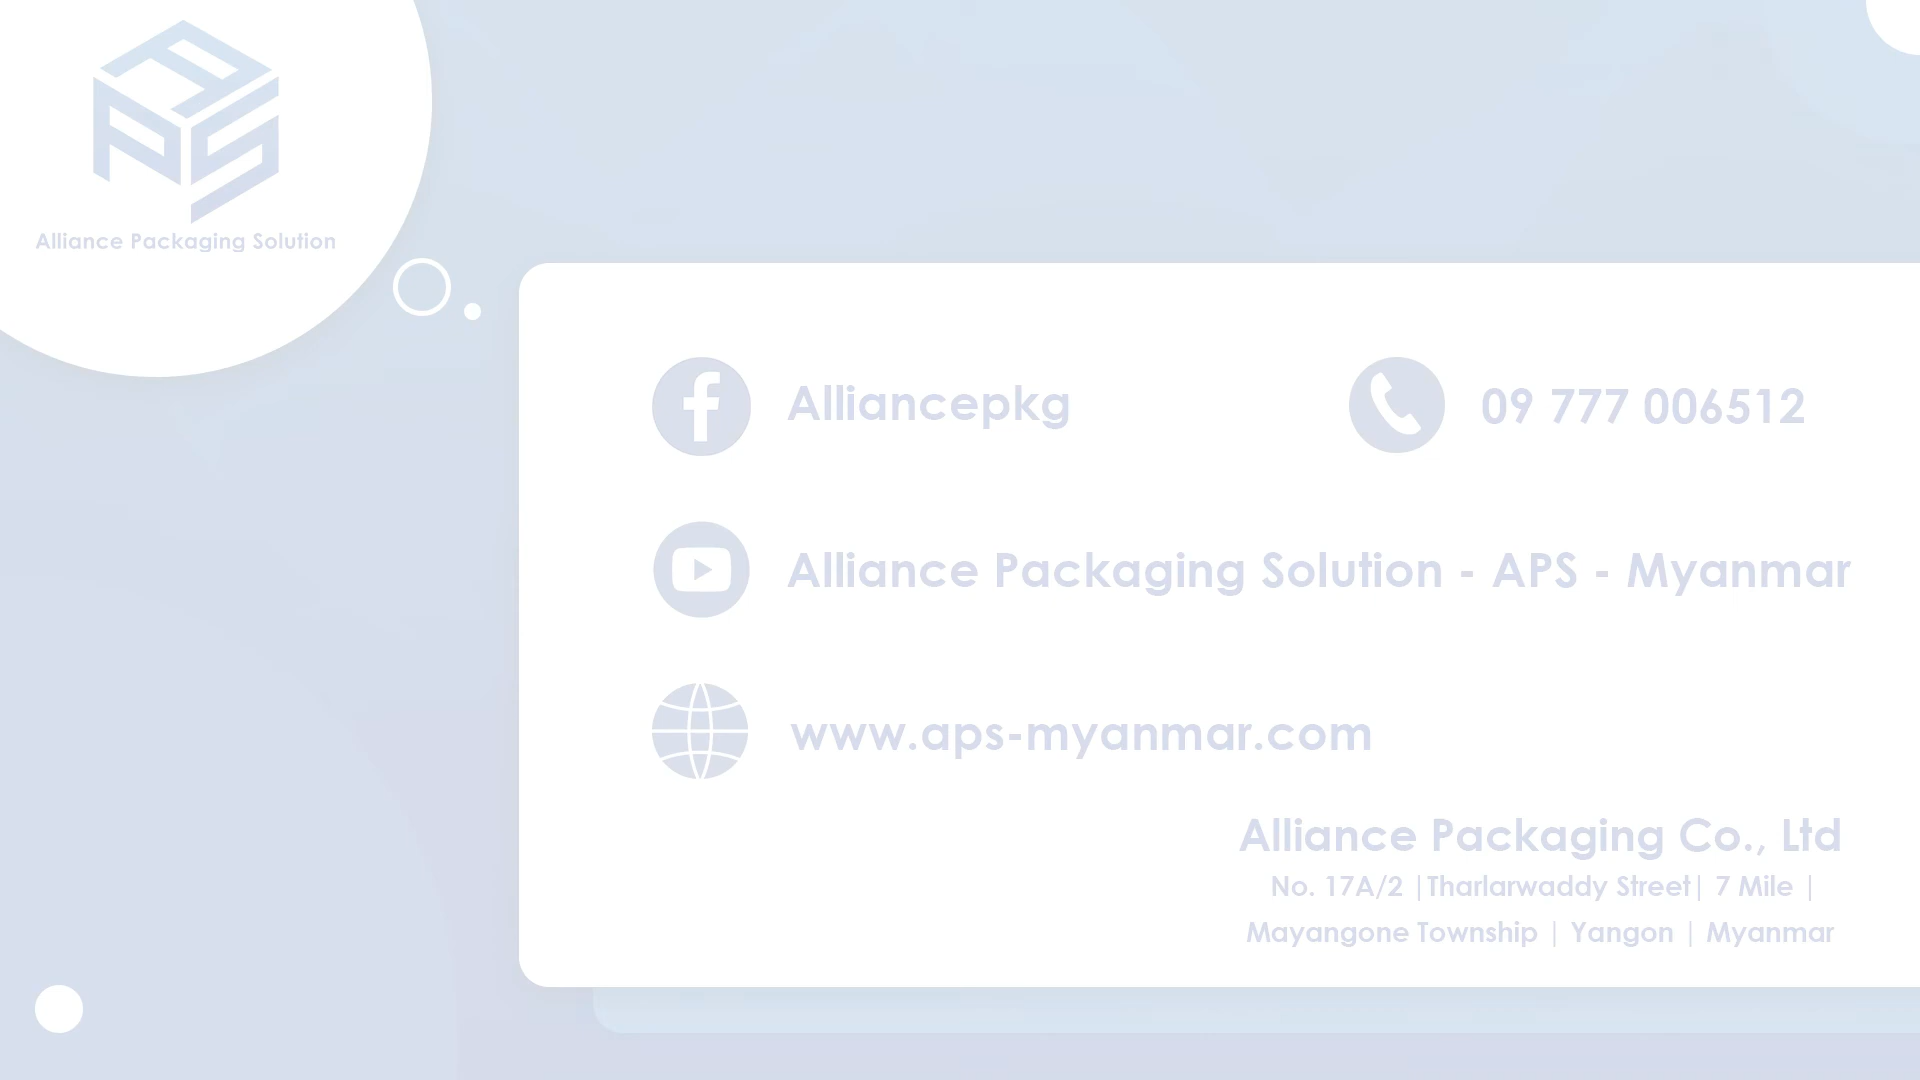 APS
Alliance Packaging Solution
Alliancepkg
09 777 006512
Alliance Packaging Solution - APS - Myanmar
www.aps-myanmar.com
Alliance Packaging Co., Ltd
No. 17A/2 |Tharlarwaddy Street| 7 Mile |
Mayangone Township | Yangon | Myanmar